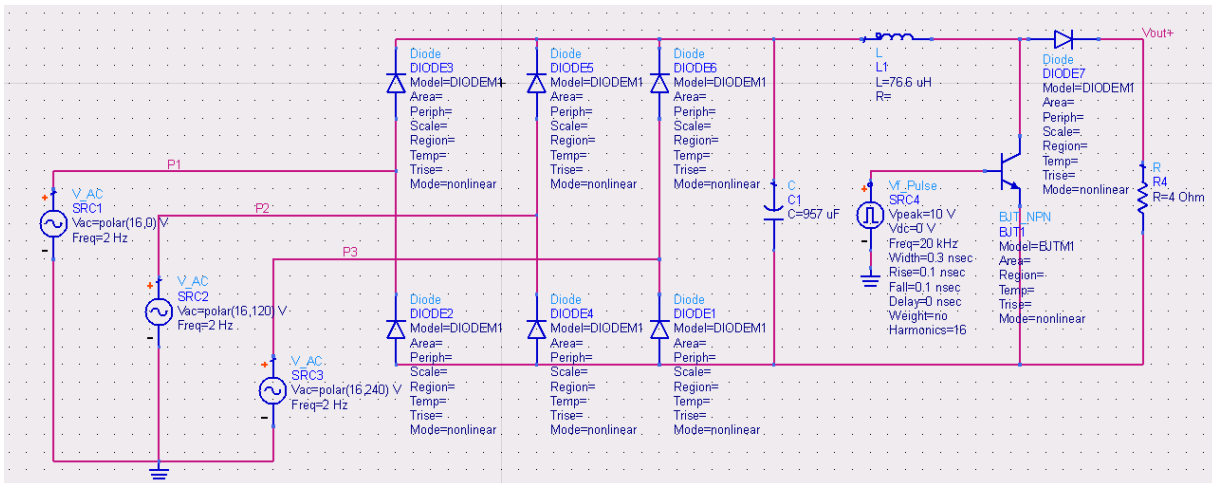 Diode
DIODE3
Model=DIODEM1
Area=
Periph=
Scale=
Region=
Temp=
Trise=
Mode=nonlinear
Diode
DIODE5
Model=DIODEM1
Area=
Periph=
Scale=
Region=
Temp=
Trise=
Mode=nonlinear
Diode
DIODE6
Model=DIODEM1
Area=
Periph=
Scale=
Region=
Temp=
Trise=
Mode=nonlinear
L
L1
L=76.6 uH
R=
Vout+
Diode
DIODE7
Model=DIODEM1
Area=
Periph=
Scale=
Region=
Temp=
Trise=
Mode=nonlinear
P1
+
V_AC
SRC1
Vac=polar(16,0) V
Freq=2 Hz
-
P2
+
V_AC
SRC2
Vac=polar(16,120) V
Freq=2 Hz
-
P3
+
V_AC
SRC3
Vac=polar(16,240) V
Freq=2 Hz
-
C
C1
C=957 uF
+
Vf_Pulse
SRC4
Vpeak=10 V
Vdc=0 V
Freq=20 kHz
Width=0.3 nsec
Rise=0.1 nsec
Fall=0.1 nsec
Delay=0 nsec
Weight=no
Harmonics=16
-
BJT_NPN
BJT1
Model=BJTM1
Area=
Region=
Temp=
Trise=
Mode=nonlinear
R
R4
R=4 Ohm
Diode
DIODE2
Model=DIODEM1
Area=
Periph=
Scale=
Region=
Temp=
Trise=
Mode=nonlinear
Diode
DIODE4
Model=DIODEM1
Area=
Periph=
Scale=
Region=
Temp=
Trise=
Mode=nonlinear
Diode
DIODE1
Model=DIODEM1
Area=
Periph=
Scale=
Region=
Temp=
Trise=
Mode=nonlinear